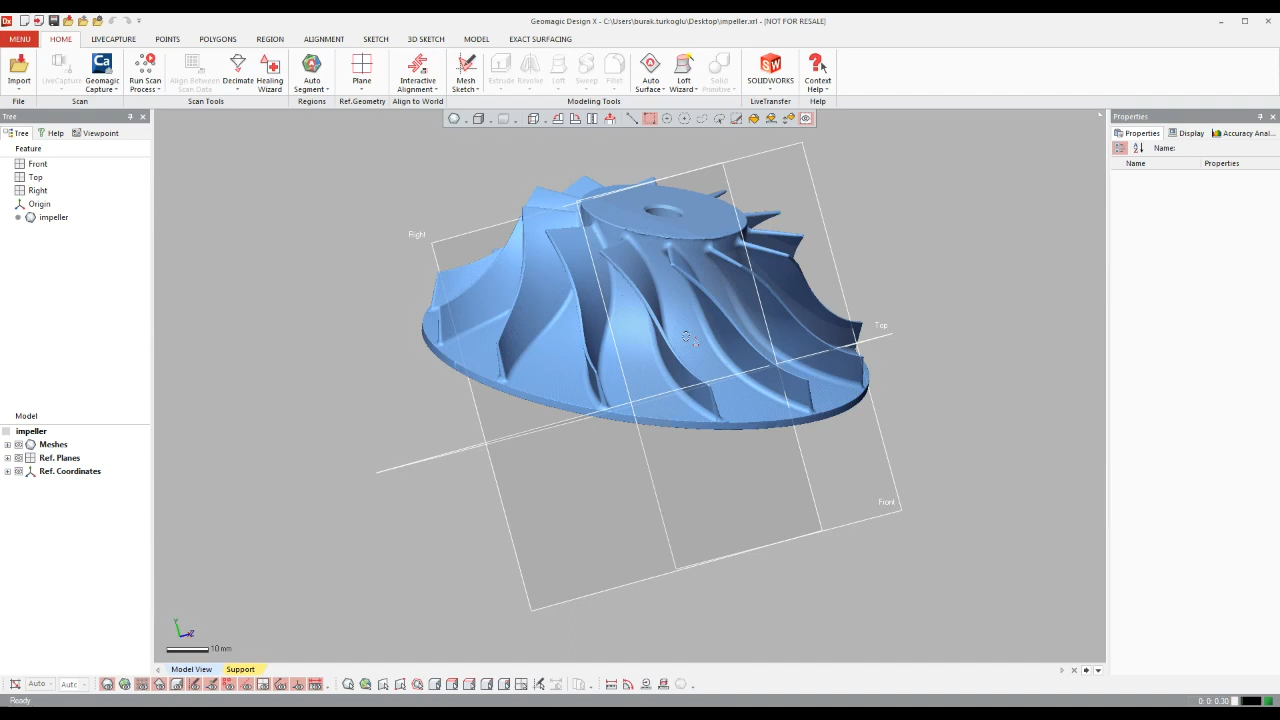 Geomagic Design X - C:\Users\burak.turkoglu\Desktop\impeller.xrl - [NOT FOR RESALE]
MENU HOME LIVECAPTURE POINTS POLYGONS REGION ALIGNMENT SKETCH 3D SKETCH MODEL EXACT SURFACING
Import LiveCapture Geomagic Capture Run Scan Process Align Between Scan Data Decimate Healing Wizard Auto Segment Plane Interactive Alignment Mesh Sketch Extrude Revolve Loft Sweep Fillet Auto Surface Loft Wizard Solid Primitive SOLIDWORKS Context Help
File Scan Scan Tools Regions Ref.Geometry Align to World Modeling Tools LiveTransfer Help
Tree
Tree Help Viewpoint
Feature
Front
Top
Right
Origin
impeller
Model
impeller
Meshes
Ref. Planes
Ref. Coordinates
Right
Top
Front
Y
Z
10 mm
Model View Support
Properties
Properties Display Accuracy Anal...
Name:
Name Properties
Auto Autc
Ready
0: 0: 0.30